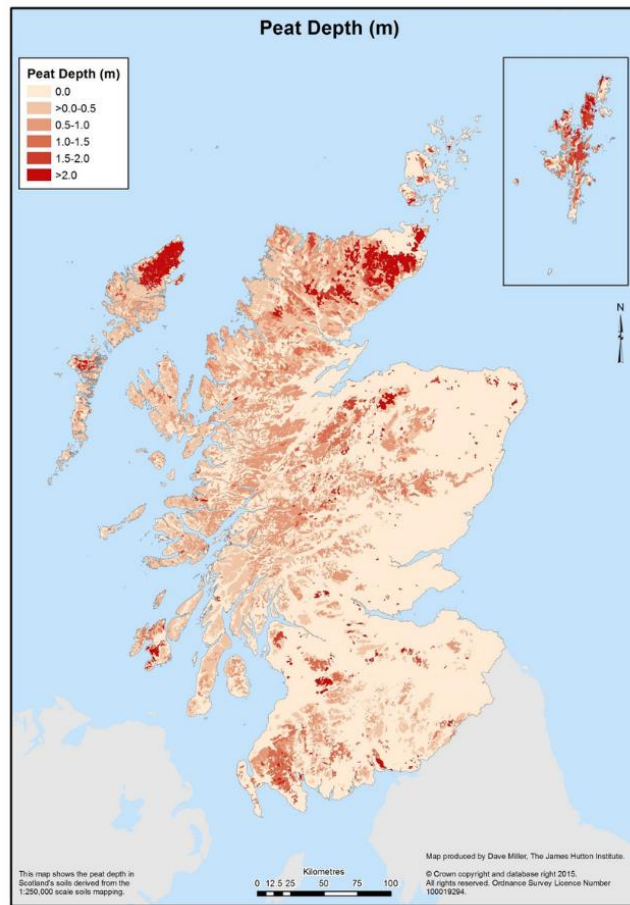 Peat Depth (m)
Peat Depth (m)
0.0
>0.0-0.5
0.5-1.0
1.0-1.5
1.5-2.0
>2.0
N
This map shows the peat depth in
Scotland's soils derived from the
1:250,000 scale soils mapping.
Kilometres
0 12.5 25 50 75 100
Map produced by Dave Miller, The James Hutton Institute.
© Crown copyright and database right 2015.
All rights reserved. Ordnance Survey Licence Number
100019294.